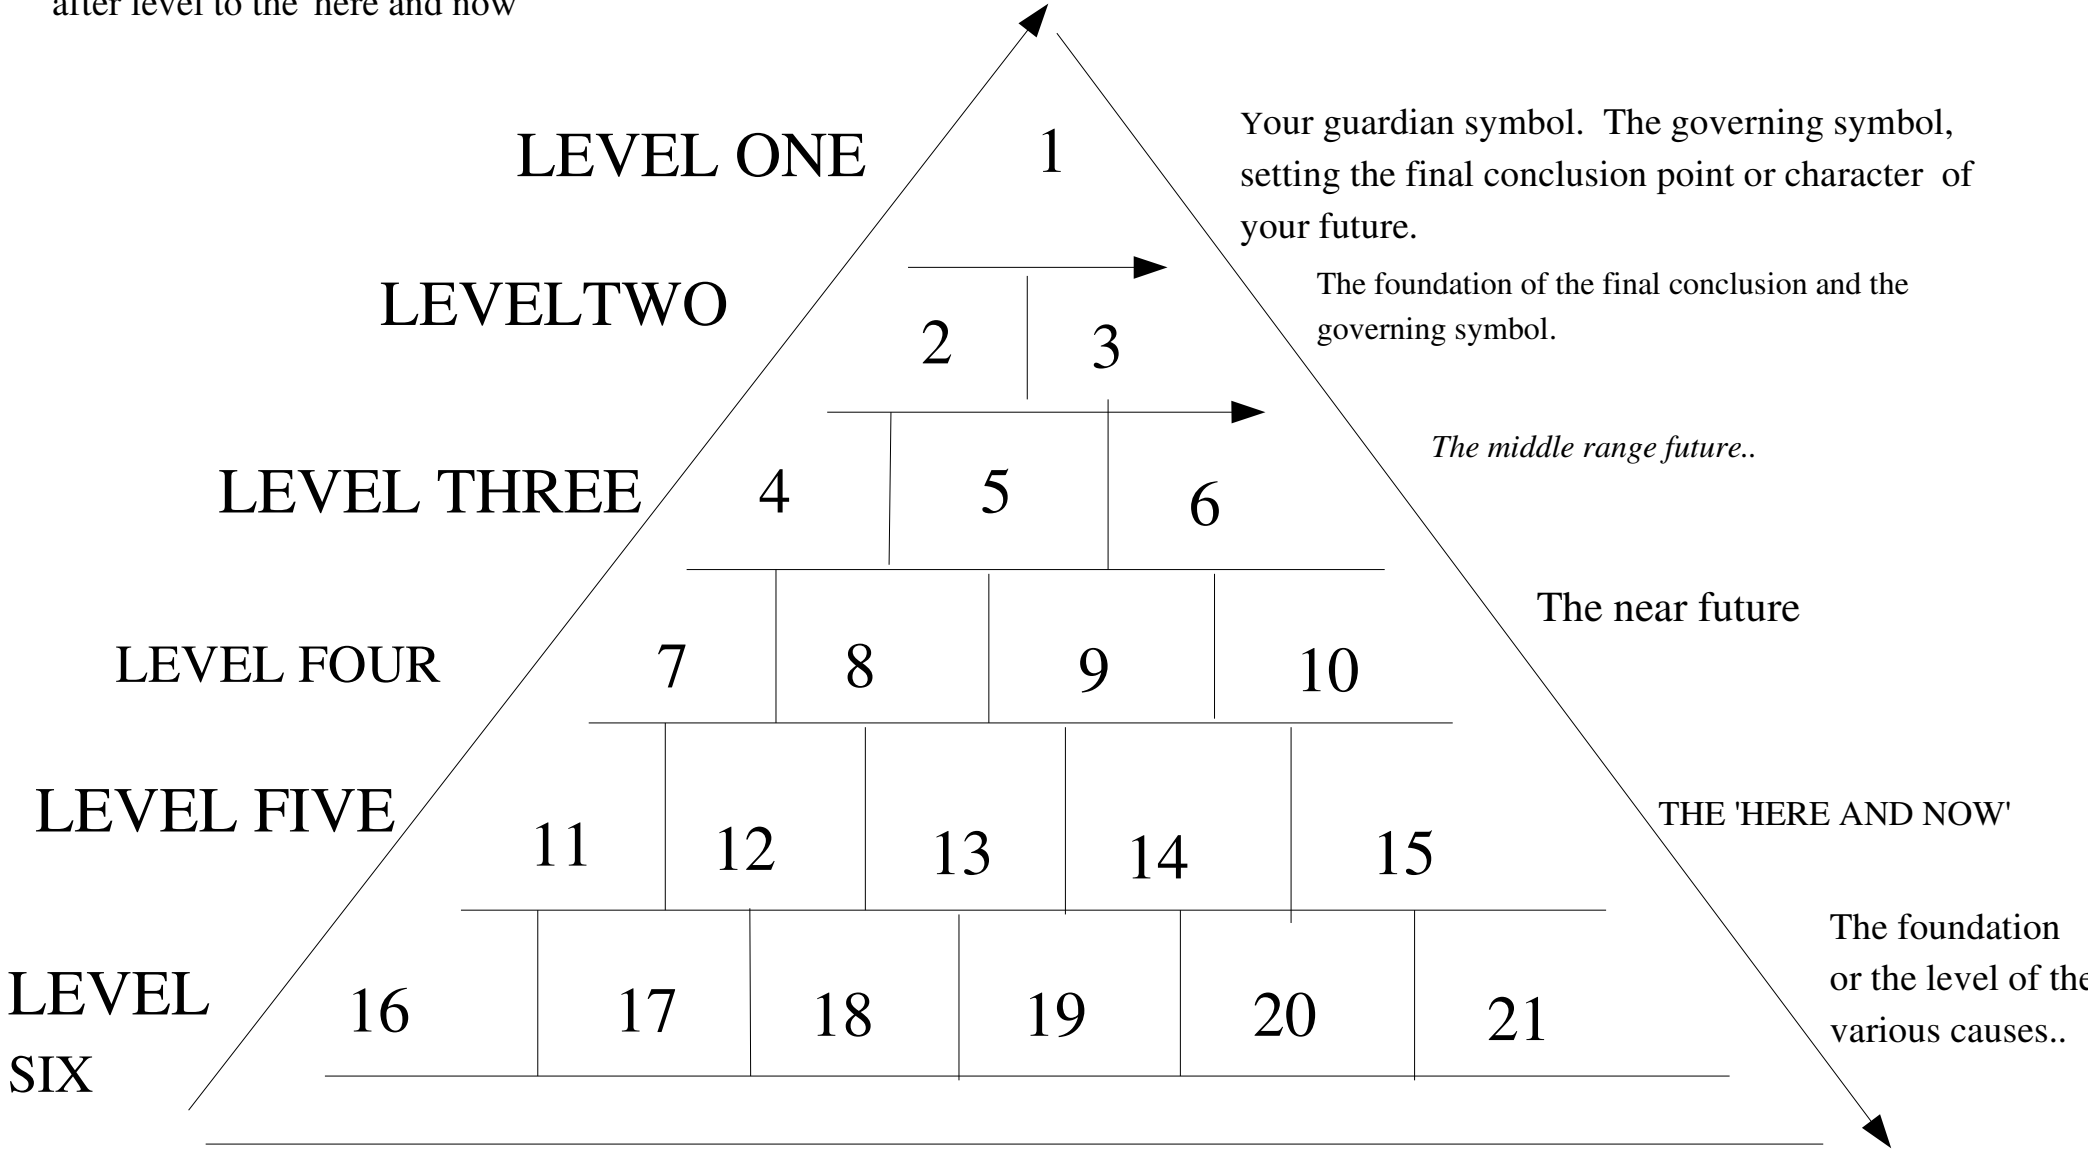 after level to the 'here and now'
LEVEL ONE
1
Your guardian symbol.  The governing symbol,
setting the final conclusion point or character  of
your future.
LEVELTWO
2 3
The foundation of the final conclusion and the
governing symbol.
LEVEL THREE
4 5 6
The middle range future..
LEVEL FOUR
7 8 9 10
The near future
LEVEL FIVE
11 12 13 14 15
THE 'HERE AND NOW'
LEVEL
SIX
16 17 18 19 20 21
The foundation
or the level of the
various causes..